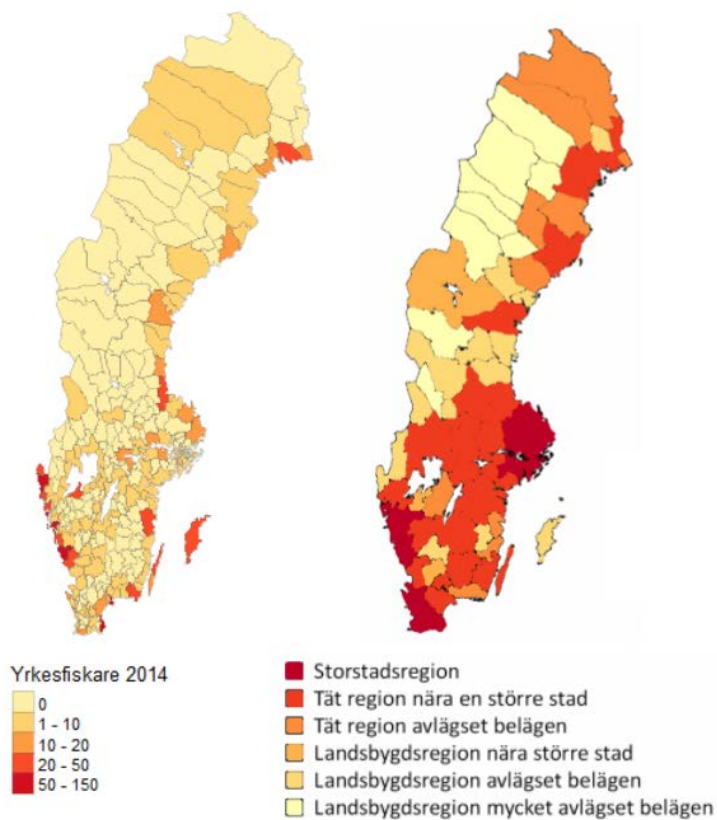 Yrkesfiskare 2014
0
1 - 10
10 - 20
20 - 50
50 - 150
Storstadsregion
Tät region nära en större stad
Tät region avlägset belägen
Landsbygdsregion nära större stad
Landsbygdsregion avlägset belägen
Landsbygdsregion mycket avlägset belägen